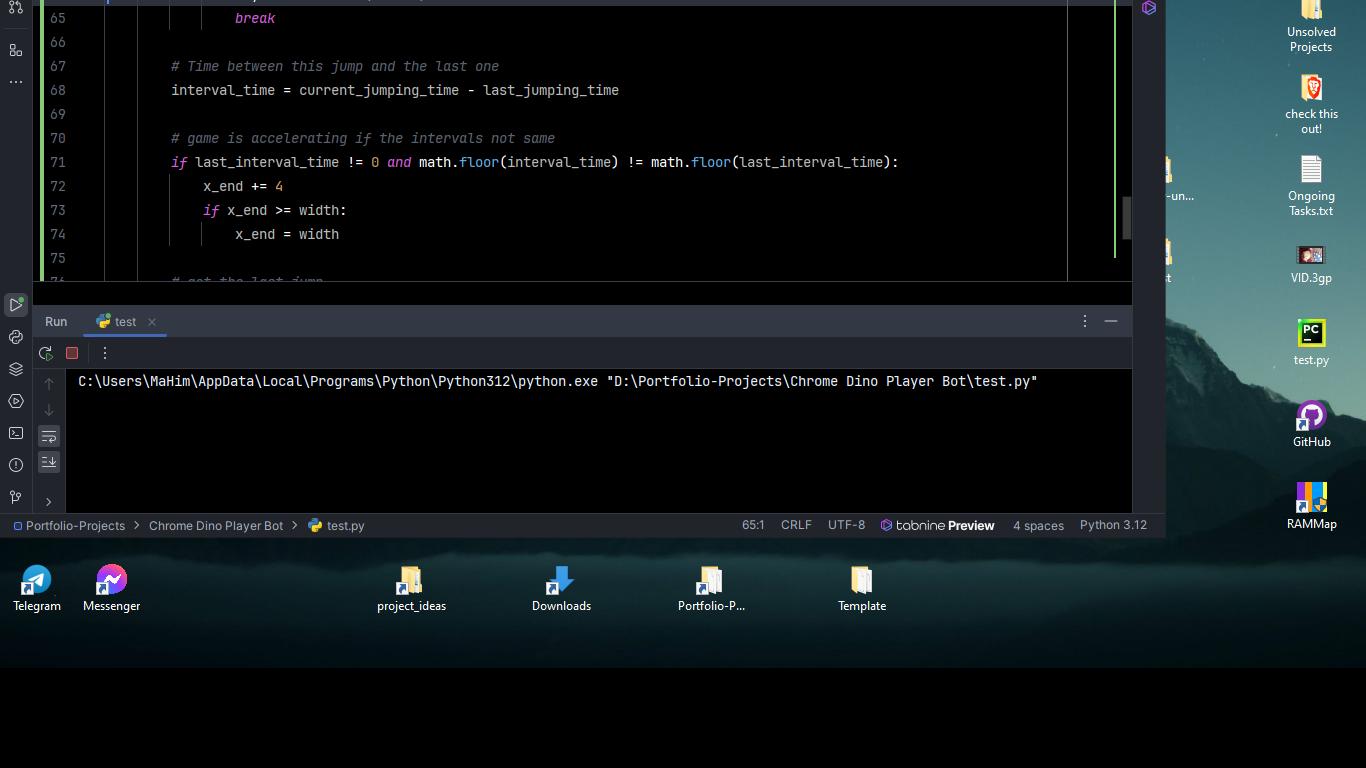 65 break
66
67 # Time between this jump and the last one
68 interval_time = current_jumping_time - last_jumping_time
69
70 # game is accelerating if the intervals not same
71 if last_interval_time != 0 and math.floor(interval_time) != math.floor(last_interval_time):
72 x_end += 4
73 if x_end >= width:
74 x_end = width
75
76 # get the last jump
Run test
C:\Users\MaHim\AppData\Local\Programs\Python\Python312\python.exe "D:\Portfolio-Projects\Chrome Dino Player Bot\test.py"
Portfolio-Projects > Chrome Dino Player Bot > test.py 65:1 CRLF UTF-8 tabnine Preview 4 spaces Python 3.12
Unsolved
Projects
check this
out!
-un...
Ongoing
Tasks.txt
VID.3gp
PC
test.py
GitHub
RAMMap
Telegram
Messenger
project_ideas
Downloads
Portfolio-P...
Template